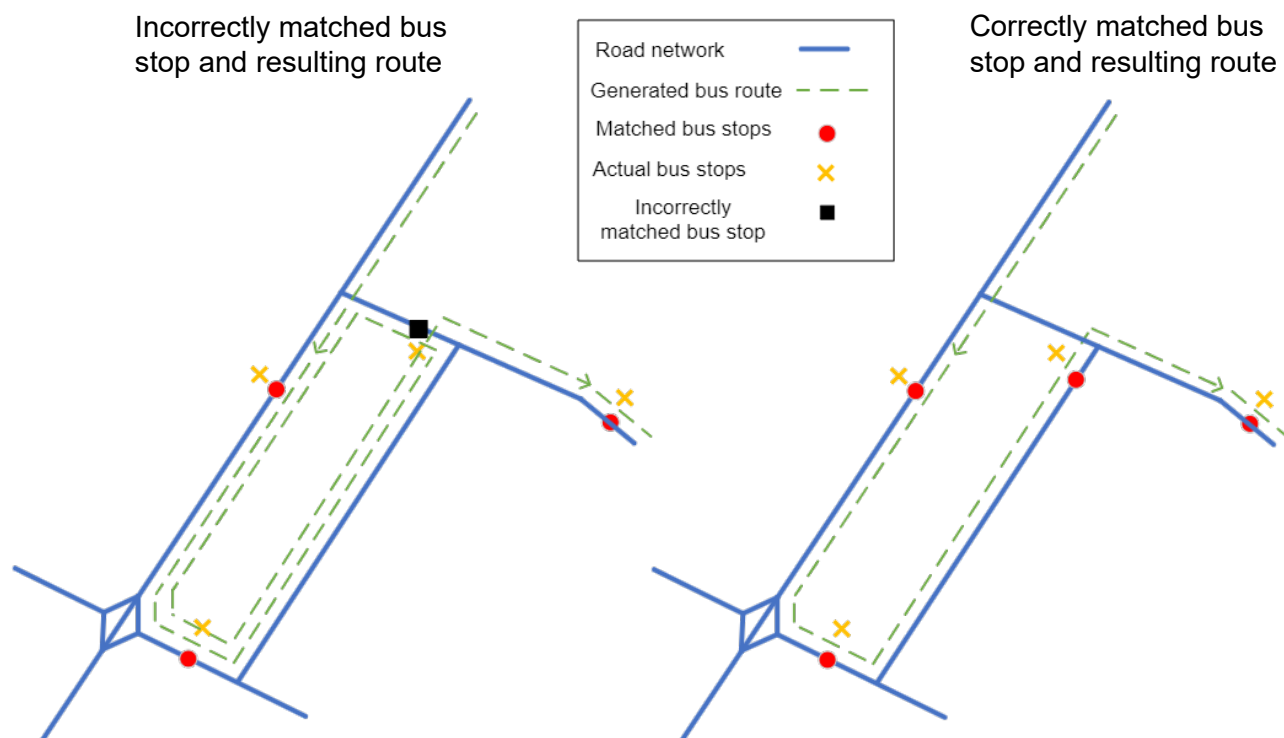 Incorrectly matched bus
stop and resulting route
Road network
Generated bus route
Matched bus stops
Actual bus stops
Incorrectly
matched bus stop
Correctly matched bus
stop and resulting route